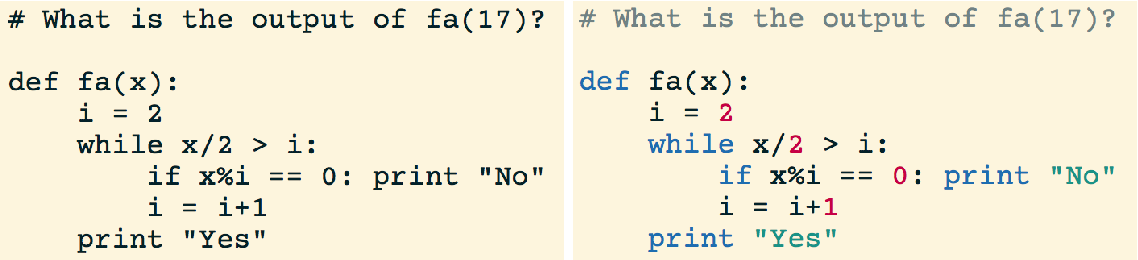 # What is the output of fa(17)?
def fa(x):
    i = 2
    while x/2 > i:
        if x%i == 0: print "No"
        i = i+1
    print "Yes"
# What is the output of fa(17)?
def fa(x):
    i = 2
    while x/2 > i:
        if x%i == 0: print "No"
        i = i+1
    print "Yes"